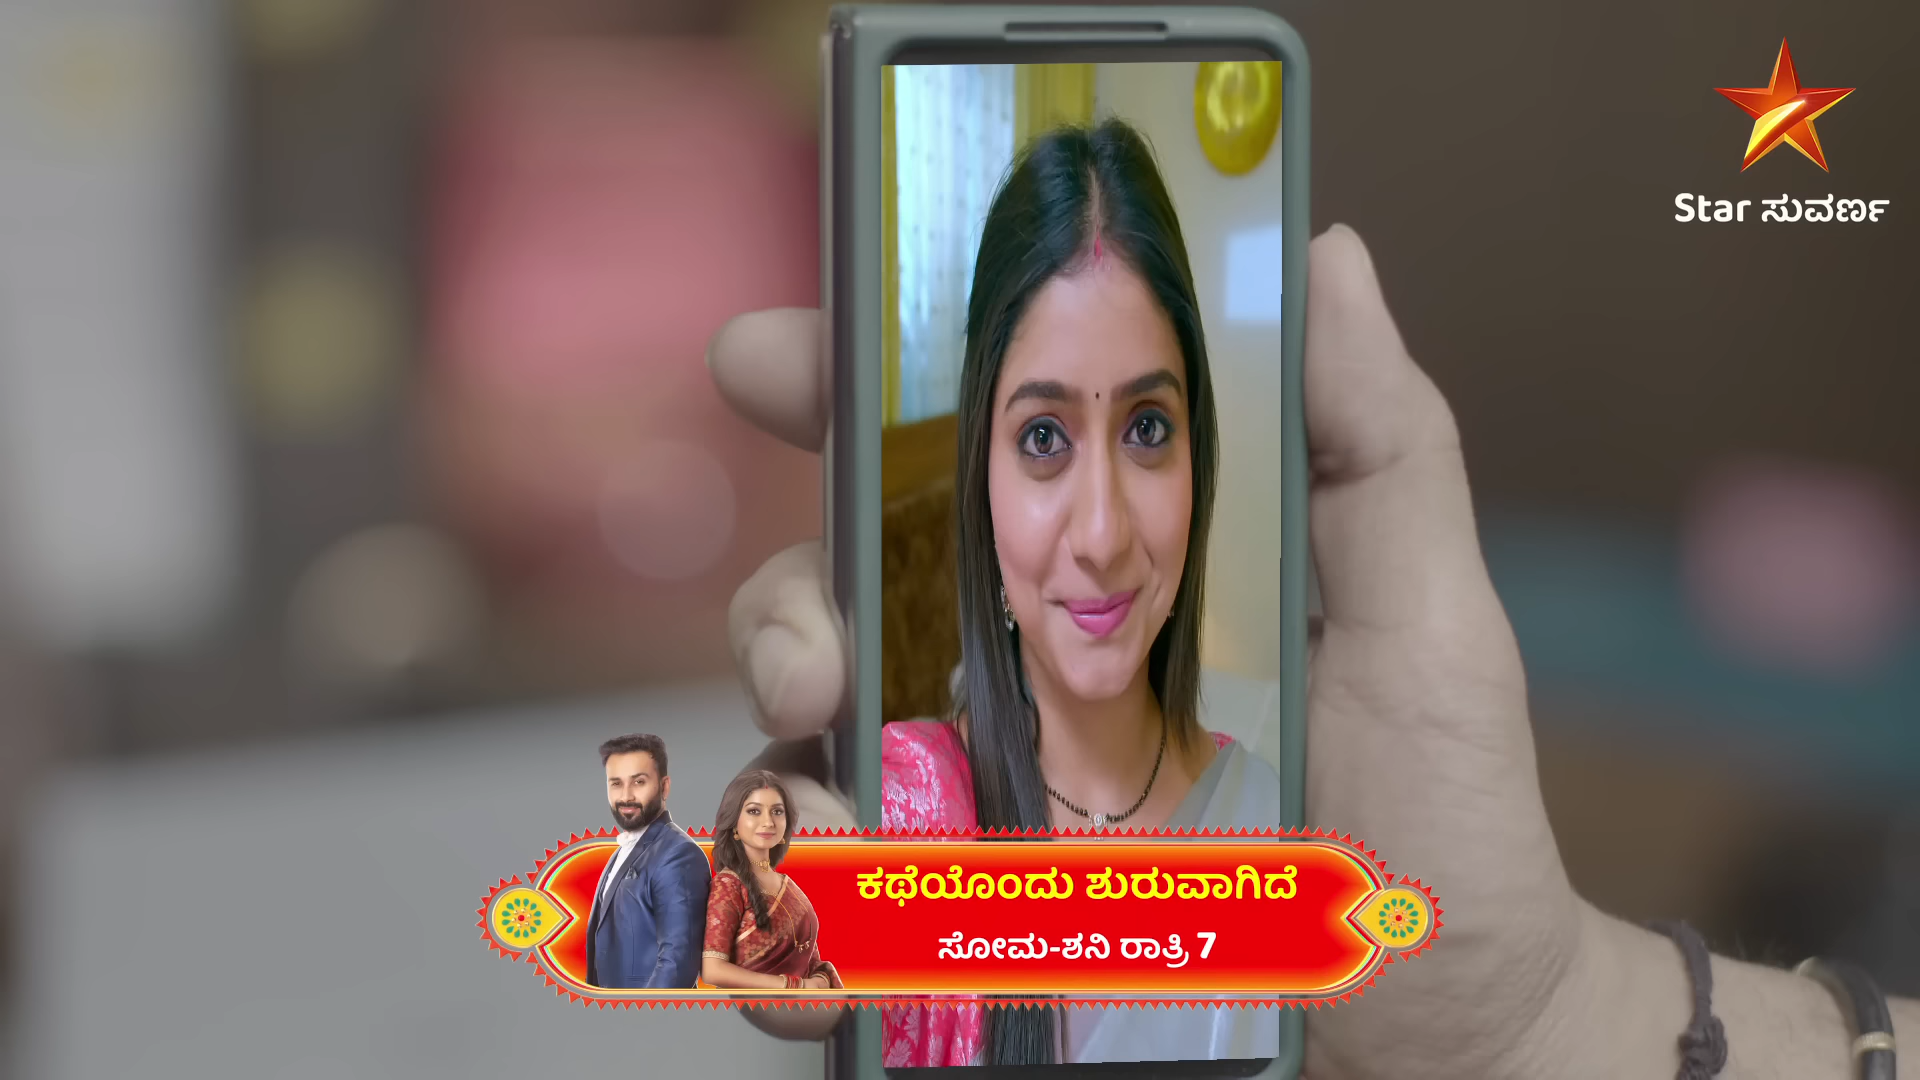 Star ಸುವರ್ಣ
ಕಥೆಯೊಂದು ಶುರುವಾಗಿದೆ
ಸೋಮ-ಶನಿ ರಾತ್ರಿ 7